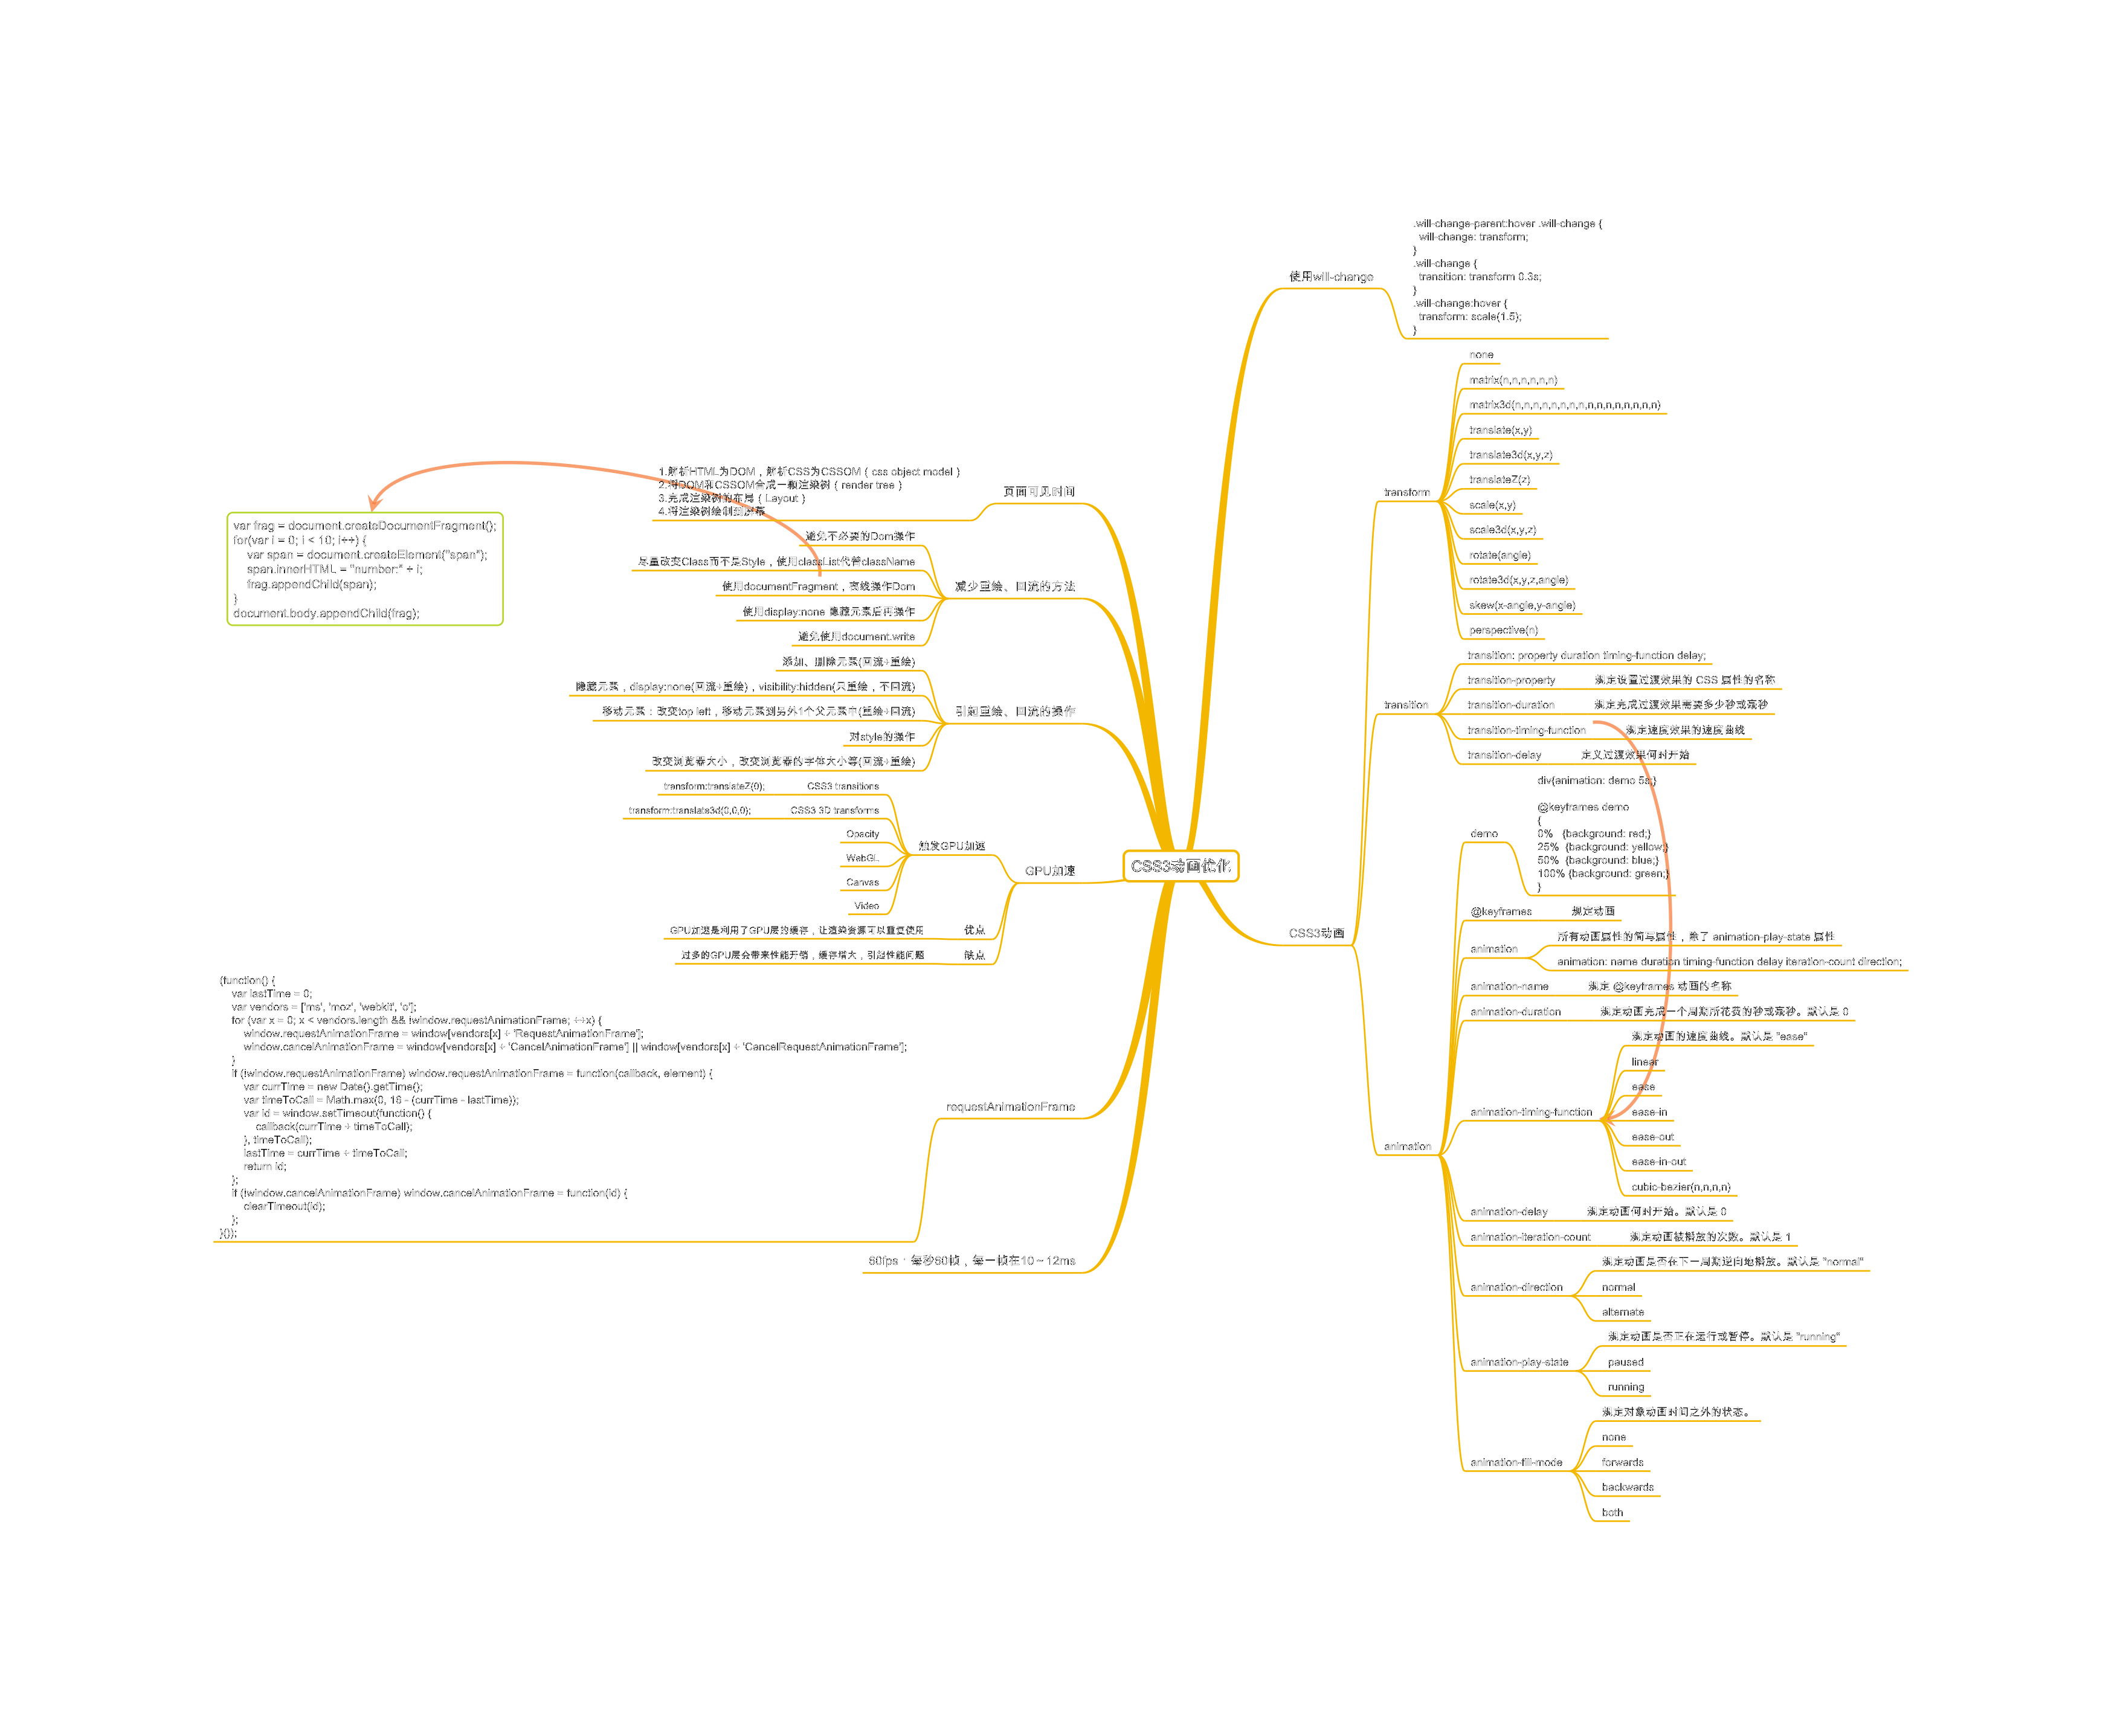 CSS3动画优化
使用will-change
.will-change-parent:hover .will-change {
will-change: transform;
}
.will-change {
transition: transform 0.3s;
}
.will-change:hover {
transform: scale(1.5);
}
CSS3动画
transform
none
matrix(n,n,n,n,n,n)
matrix3d(n,n,n,n,n,n,n,n,n,n,n,n,n,n,n,n)
translate(x,y)
translate3d(x,y,z)
translateZ(z)
scale(x,y)
scale3d(x,y,z)
rotate(angle)
rotate3d(x,y,z,angle)
skew(x-angle,y-angle)
perspective(n)
transition
transition: property duration timing-function delay;
transition-property 规定设置过渡效果的 CSS 属性的名称
transition-duration 规定完成过渡效果需要多少秒或毫秒
transition-timing-function 规定速度效果的速度曲线
transition-delay 定义过渡效果何时开始
animation
demo
div{animation: demo 5s;}
@keyframes demo
{
0% {background: red;}
25% {background: yellow;}
50% {background: blue;}
100% {background: green;}
}
@keyframes 规定动画
animation
所有动画属性的简写属性，除了 animation-play-state 属性
animation: name duration timing-function delay iteration-count direction;
animation-name 规定 @keyframes 动画的名称
animation-duration 规定动画完成一个周期所花费的秒或毫秒。默认是 0
animation-timing-function
规定动画的速度曲线。默认是 "ease"
linear
ease
ease-in
ease-out
ease-in-out
cubic-bezier(n,n,n,n)
animation-delay 规定动画何时开始。默认是 0
animation-iteration-count 规定动画被播放的次数。默认是 1
animation-direction
规定动画是否在下一周期逆向地播放。默认是 "normal"
normal
alternate
animation-play-state
规定动画是否正在运行或暂停。默认是 "running"
paused
running
animation-fill-mode
规定对象动画时间之外的状态。
none
forwards
backwards
both
页面可见时间
1.解析HTML为DOM，解析CSS为CSSOM ( css object model )
2.将DOM和CSSOM合成一颗渲染树 ( render tree )
3.完成渲染树的布局 ( Layout )
4.将渲染树绘制到屏幕
减少重绘、回流的方法
避免不必要的Dom操作
尽量改变Class而不是Style，使用classList代替className
使用documentFragment，离线操作Dom
使用display:none 隐藏元素后再操作
避免使用document.write
var frag = document.createDocumentFragment();
for(var i = 0; i < 10; i++) {
var span = document.createElement("span");
span.innerHTML = "number:" + i;
frag.appendChild(span);
}
document.body.appendChild(frag);
引起重绘、回流的操作
添加、删除元素(回流+重绘)
隐藏元素，display:none(回流+重绘)，visibility:hidden(只重绘，不回流)
移动元素：改变top left，移动元素到另外1个父元素中(重绘+回流)
对style的操作
改变浏览器大小，改变浏览器的字体大小等(回流+重绘)
GPU加速
触发GPU加速
transform:translateZ(0); CSS3 transitions
transform:translate3d(0,0,0); CSS3 3D transforms
Opacity
WebGL
Canvas
Video
GPU加速是利用了GPU层的缓存，让渲染资源可以重复使用 优点
过多的GPU层会带来性能开销，缓存增大，引起性能问题 缺点
requestAnimationFrame
(function() {
var lastTime = 0;
var vendors = ['ms', 'moz', 'webkit', 'o'];
for (var x = 0; x < vendors.length && !window.requestAnimationFrame; ++x) {
window.requestAnimationFrame = window[vendors[x] + 'RequestAnimationFrame'];
window.cancelAnimationFrame = window[vendors[x] + 'CancelAnimationFrame'] || window[vendors[x] + 'CancelRequestAnimationFrame'];
}
if (!window.requestAnimationFrame) window.requestAnimationFrame = function(callback, element) {
var currTime = new Date().getTime();
var timeToCall = Math.max(0, 16 - (currTime - lastTime));
var id = window.setTimeout(function() {
callback(currTime + timeToCall);
}, timeToCall);
lastTime = currTime + timeToCall;
return id;
};
if (!window.cancelAnimationFrame) window.cancelAnimationFrame = function(id) {
clearTimeout(id);
};
}());
60fps：每秒60帧，每一帧在10～12ms